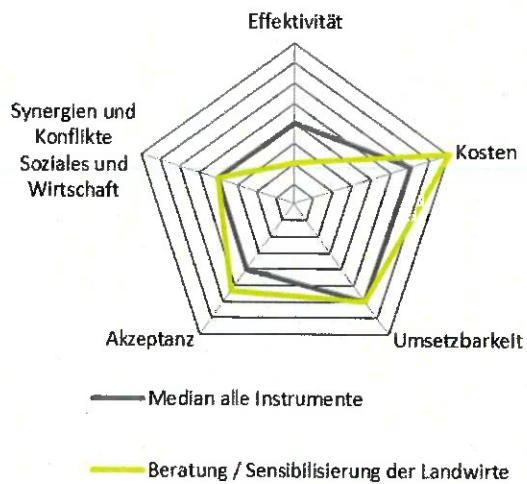 Effektivität
Synergien und
Konflikte
Soziales und
Wirtschaft
Kosten
Akzeptanz
Umsetzbarkeit
Median alle Instrumente
Beratung / Sensibilisierung der Landwirte